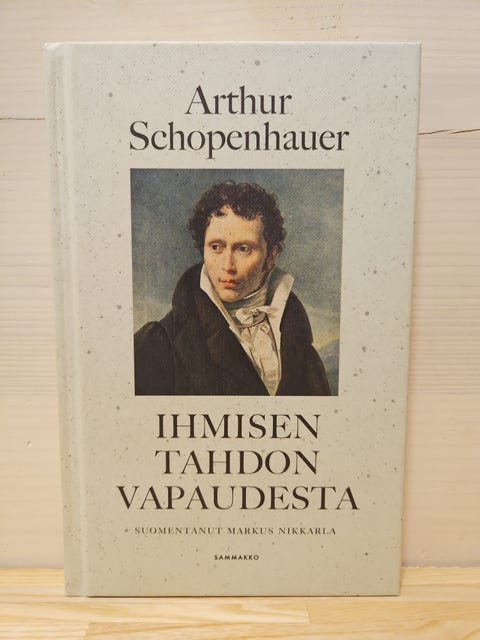 Arthur
Schopenhauer
IHMISEN
TAHDON
VAPAUDESTA
SUOMENTANUT MARKUS NIKKARLA
SAMMAKKO